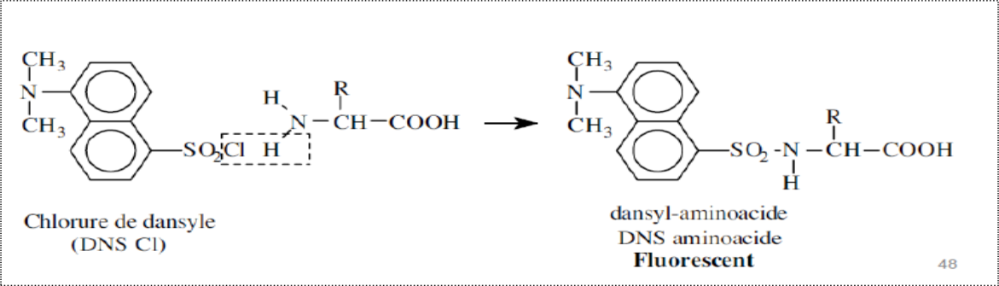 CH3
N
CH3
SO2Cl
H
H
N—CH—COOH
R
Chlorure de dansyle
(DNS Cl)
CH3
N
CH3
SO2-N—CH—COOH
H
R
dansyl-aminoacide
DNS aminoacide
Fluorescent
48